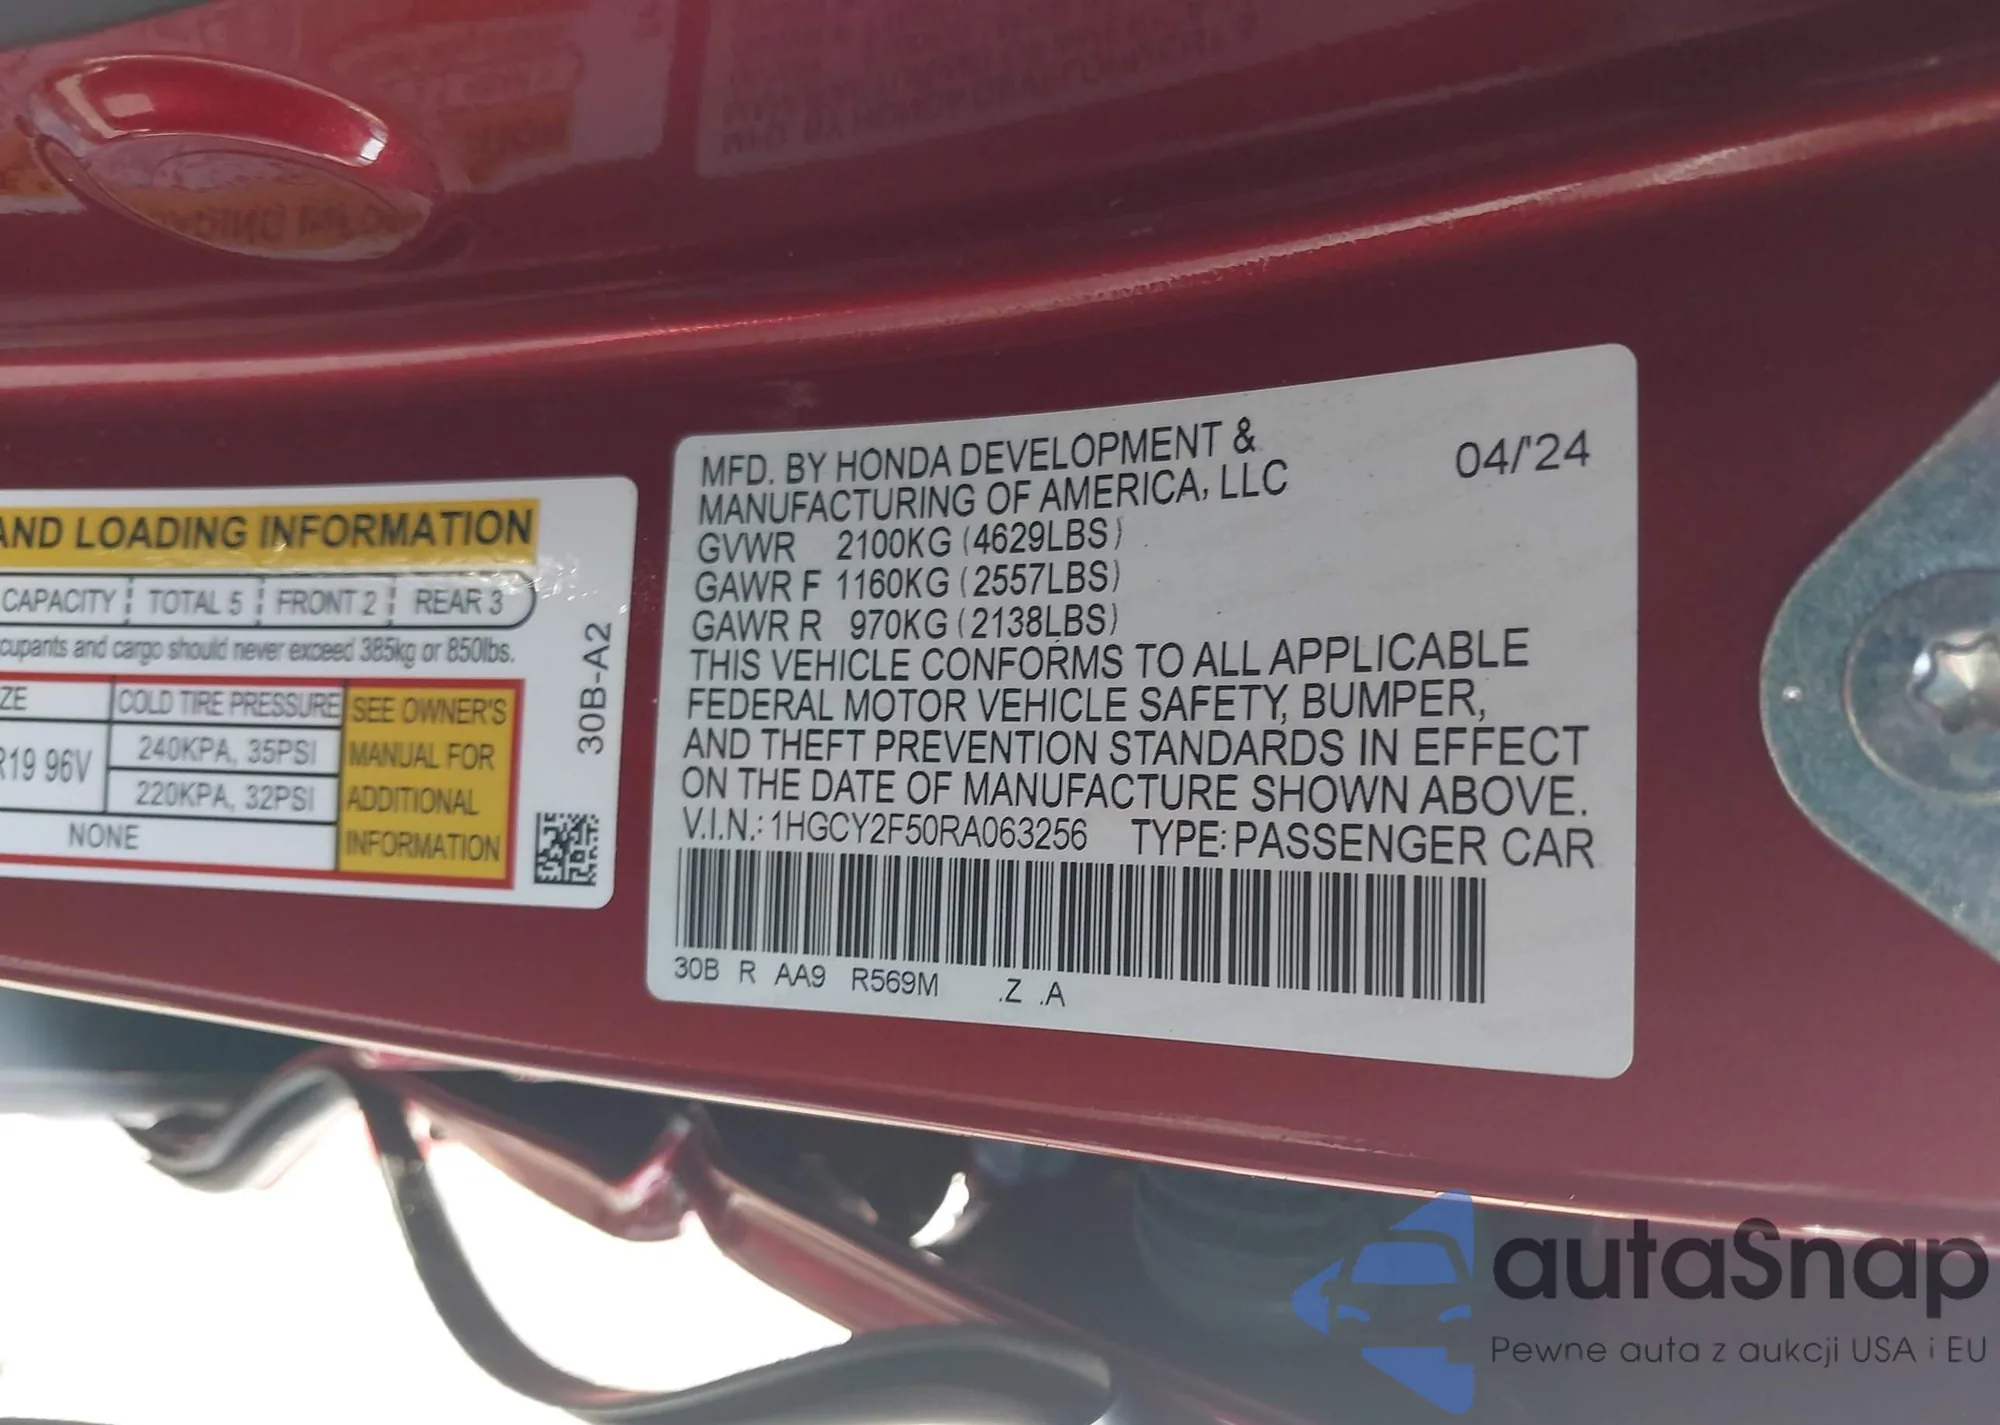 AND LOADING INFORMATION
CAPACITY TOTAL 5 FRONT 2 REAR 3
cupants and cargo should never exceed 385kg or 850lbs.
ZE COLD TIRE PRESSURE SEE OWNER'S
R19 96V 240KPA, 35PSI MANUAL FOR
220KPA, 32PSI ADDITIONAL
NONE INFORMATION
30B-A2
MFD. BY HONDA DEVELOPMENT & 04/'24
MANUFACTURING OF AMERICA, LLC
GVWR 2100KG (4629LBS)
GAWR F 1160KG (2557LBS)
GAWR R 970KG (2138LBS)
THIS VEHICLE CONFORMS TO ALL APPLICABLE
FEDERAL MOTOR VEHICLE SAFETY, BUMPER,
AND THEFT PREVENTION STANDARDS IN EFFECT
ON THE DATE OF MANUFACTURE SHOWN ABOVE.
V.I.N.: 1HGCY2F50RA063256 TYPE: PASSENGER CAR
30B R AA9 R569M .Z .A
autaSnap
Pewne auta z aukcji USA i EU